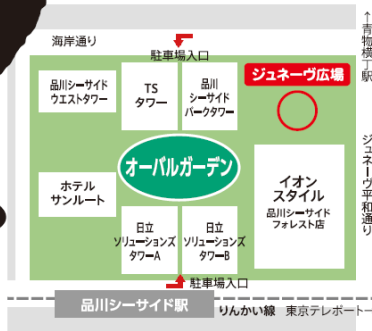 海岸通り
駐車場入口
↑青物横丁駅
品川シーサイド
ウエストタワー
TS
タワー
品川
シーサイド
パークタワー
ジュネーヴ広場
オーバルガーデン
ジュネーヴ平和通り
ホテル
サンルート
イオン
スタイル
品川シーサイド
フォレスト店
日立
ソリューションズ
タワーA
日立
ソリューションズ
タワーB
駐車場入口
品川シーサイド駅
りんかい線 東京テレポート